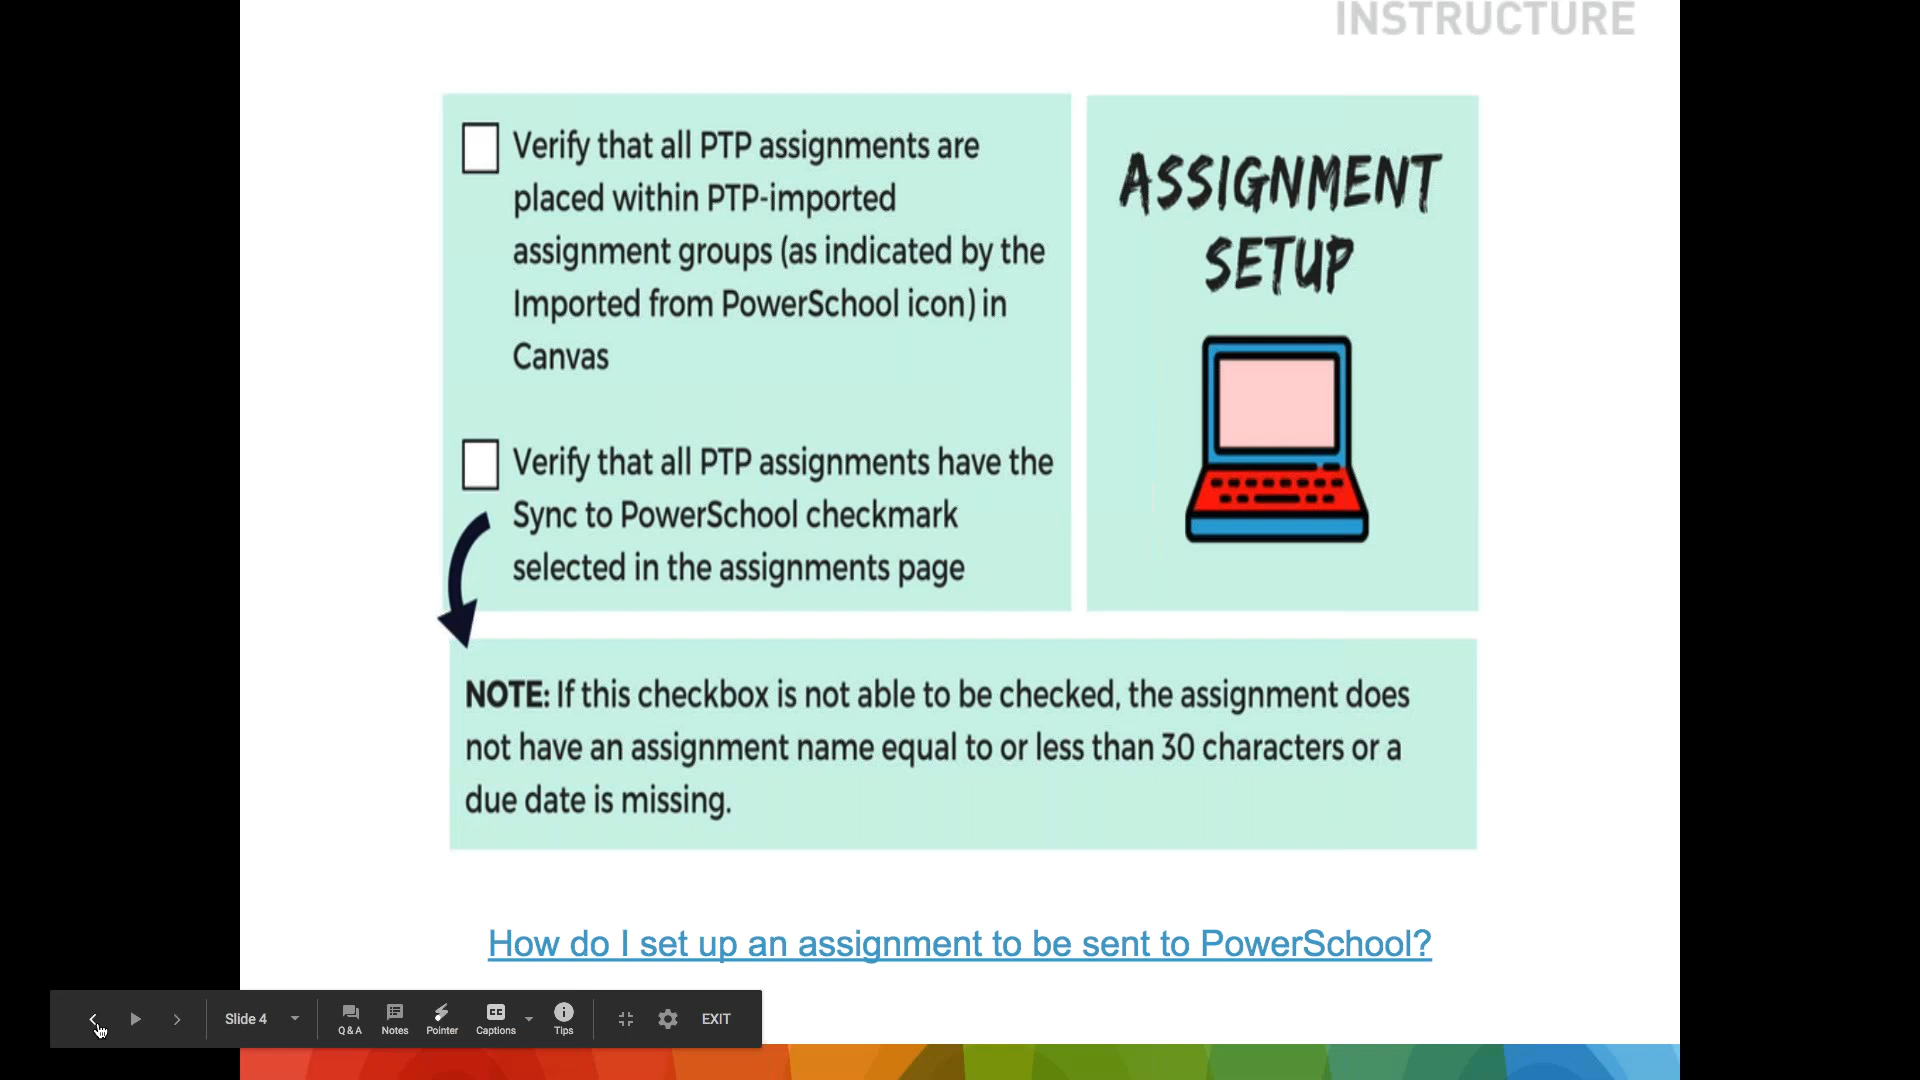 INSTRUCTURE
Verify that all PTP assignments are
placed within PTP-imported
assignment groups (as indicated by the
Imported from PowerSchool icon) in
Canvas
Verify that all PTP assignments have the
Sync to PowerSchool checkmark
selected in the assignments page
ASSIGNMENT
SETUP
NOTE: If this checkbox is not able to be checked, the assignment does
not have an assignment name equal to or less than 30 characters or a
due date is missing.
How do I set up an assignment to be sent to PowerSchool?
Slide 4
Q & A
Notes
Pointer
CC
Captions
Tips
EXIT